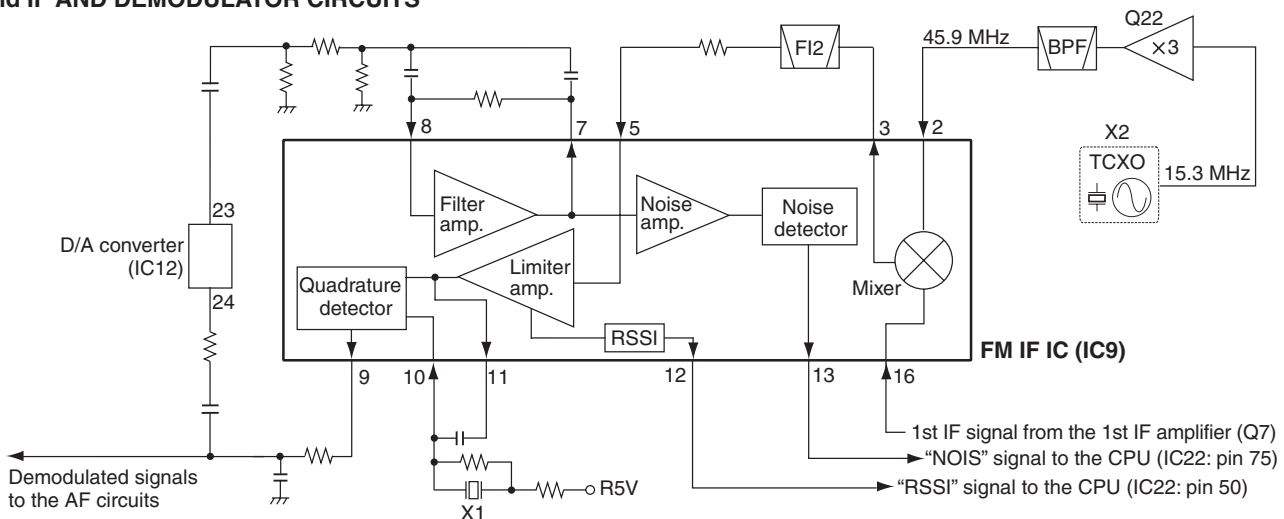 IF AND DEMODULATOR CIRCUITS
Q22
45.9 MHz
FI2
BPF
×3
8
7
5
3
2
X2
TCXO
15.3 MHz
Filter
amp.
Noise
amp.
Noise
detector
23
D/A converter
(IC12)
24
Limiter
amp.
Quadrature
detector
Mixer
RSSI
FM IF IC (IC9)
9
10
11
12
13
16
1st IF signal from the 1st IF amplifier (Q7)
"NOIS" signal to the CPU (IC22: pin 75)
"RSSI" signal to the CPU (IC22: pin 50)
Demodulated signals
to the AF circuits
R5V
X1